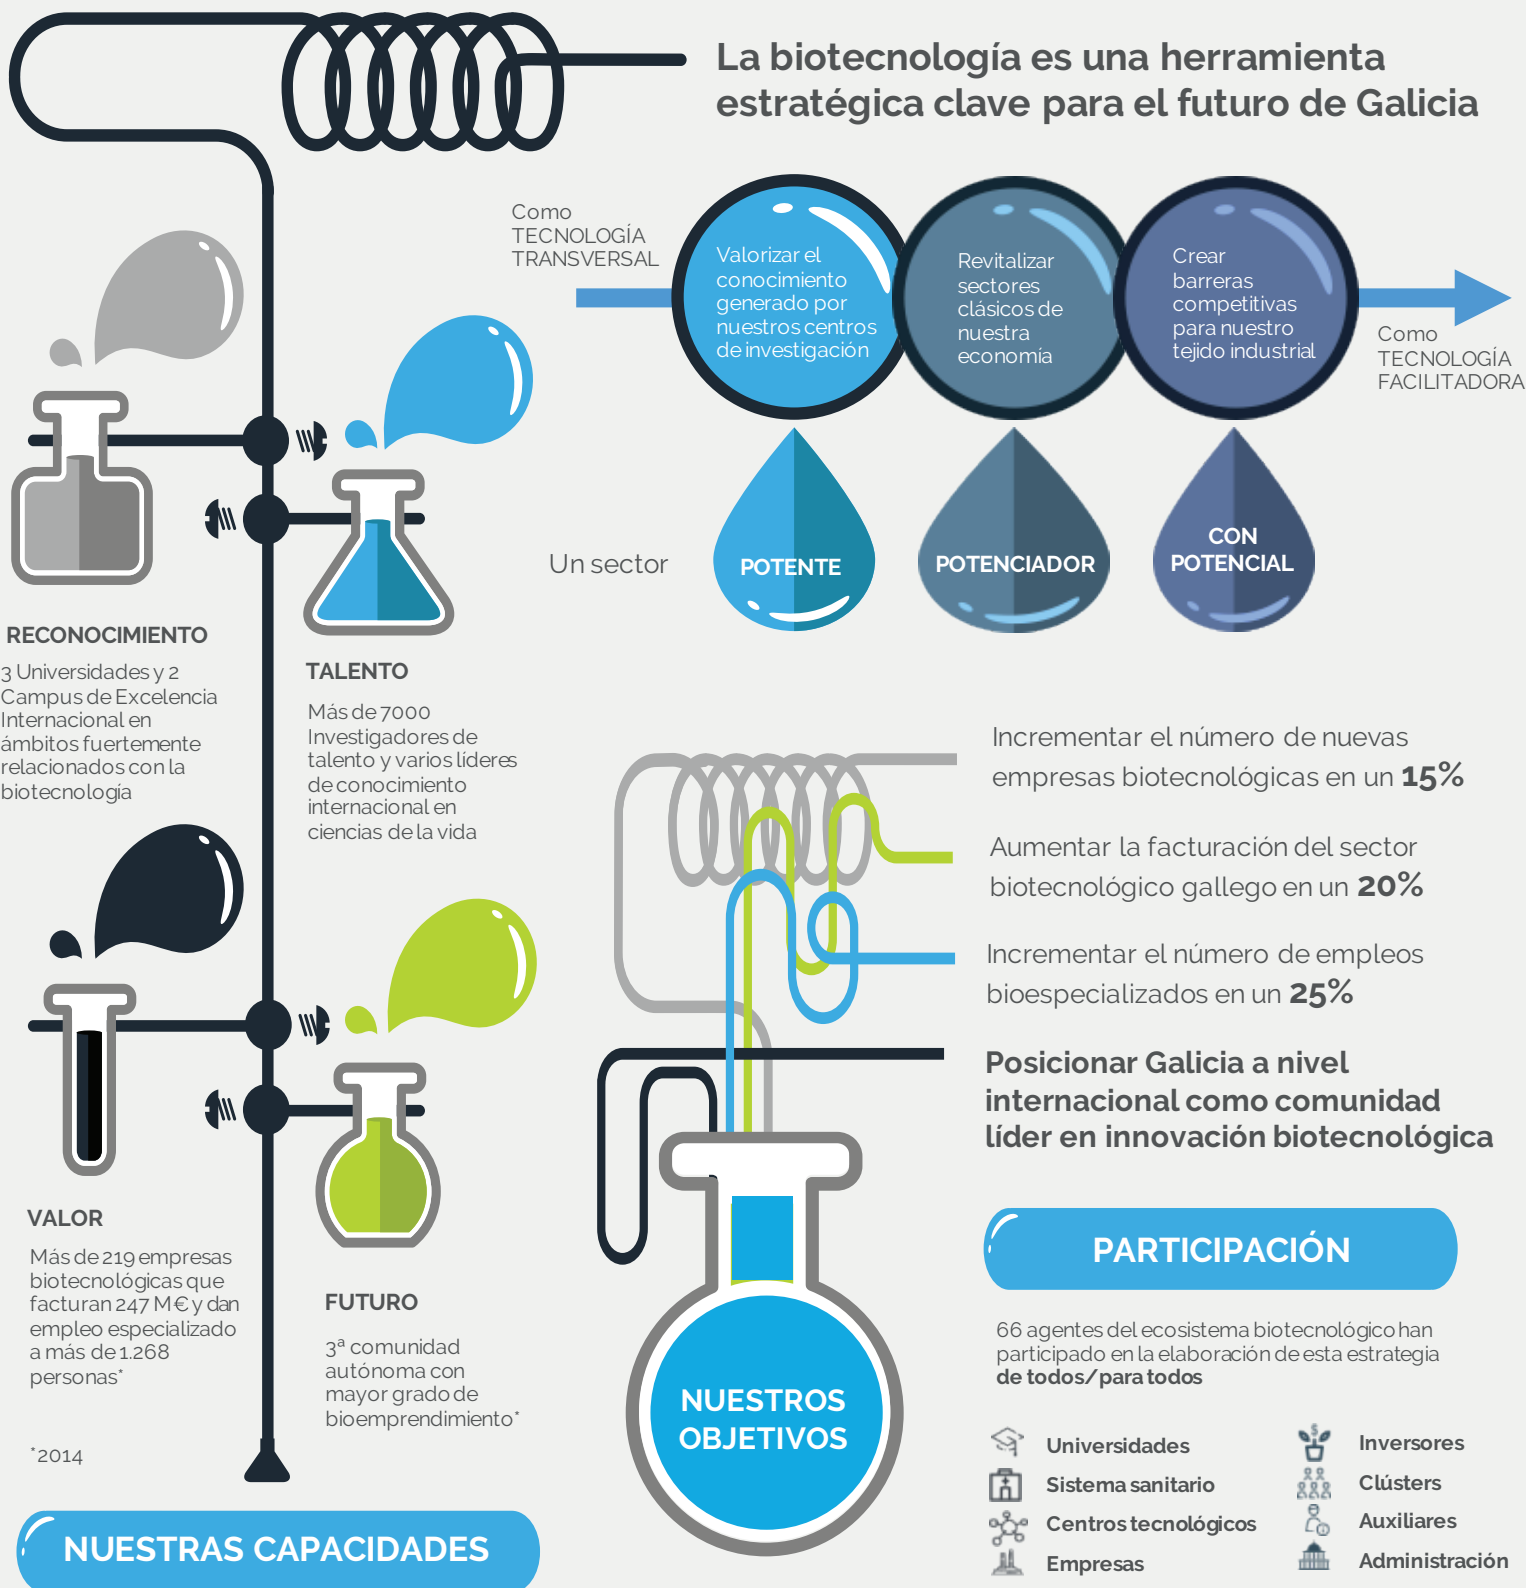 La biotecnología es una herramienta
estratégica clave para el futuro de Galicia
Como
TECNOLOGÍA
TRANSVERSAL
Valorizar el
conocimiento
generado por
nuestros centros
de investigación
Revitalizar
sectores
clásicos de
nuestra
economía
Crear
barreras
competitivas
para nuestro
tejido industrial
Como
TECNOLOGÍA
FACILITADORA
Un sector
POTENTE
POTENCIADOR
CON
POTENCIAL
RECONOCIMIENTO
3 Universidades y 2
Campus de Excelencia
Internacional en
ámbitos fuertemente
relacionados con la
biotecnología
TALENTO
Más de 7000
Investigadores de
talento y varios líderes
de conocimiento
internacional en
ciencias de la vida
VALOR
Más de 219 empresas
biotecnológicas que
facturan 247 M€ y dan
empleo especializado
a más de 1.268
personas*
FUTURO
3ª comunidad
autónoma con
mayor grado de
bioemprendimiento*
*2014
NUESTRAS CAPACIDADES
Incrementar el número de nuevas
empresas biotecnológicas en un 15%
Aumentar la facturación del sector
biotecnológico gallego en un 20%
Incrementar el número de empleos
bioespecializados en un 25%
Posicionar Galicia a nivel
internacional como comunidad
líder en innovación biotecnológica
NUESTROS
OBJETIVOS
PARTICIPACIÓN
66 agentes del ecosistema biotecnológico han
participado en la elaboración de esta estrategia
de todos/para todos
Universidades
Sistema sanitario
Centros tecnológicos
Empresas
Inversores
Clústers
Auxiliares
Administración